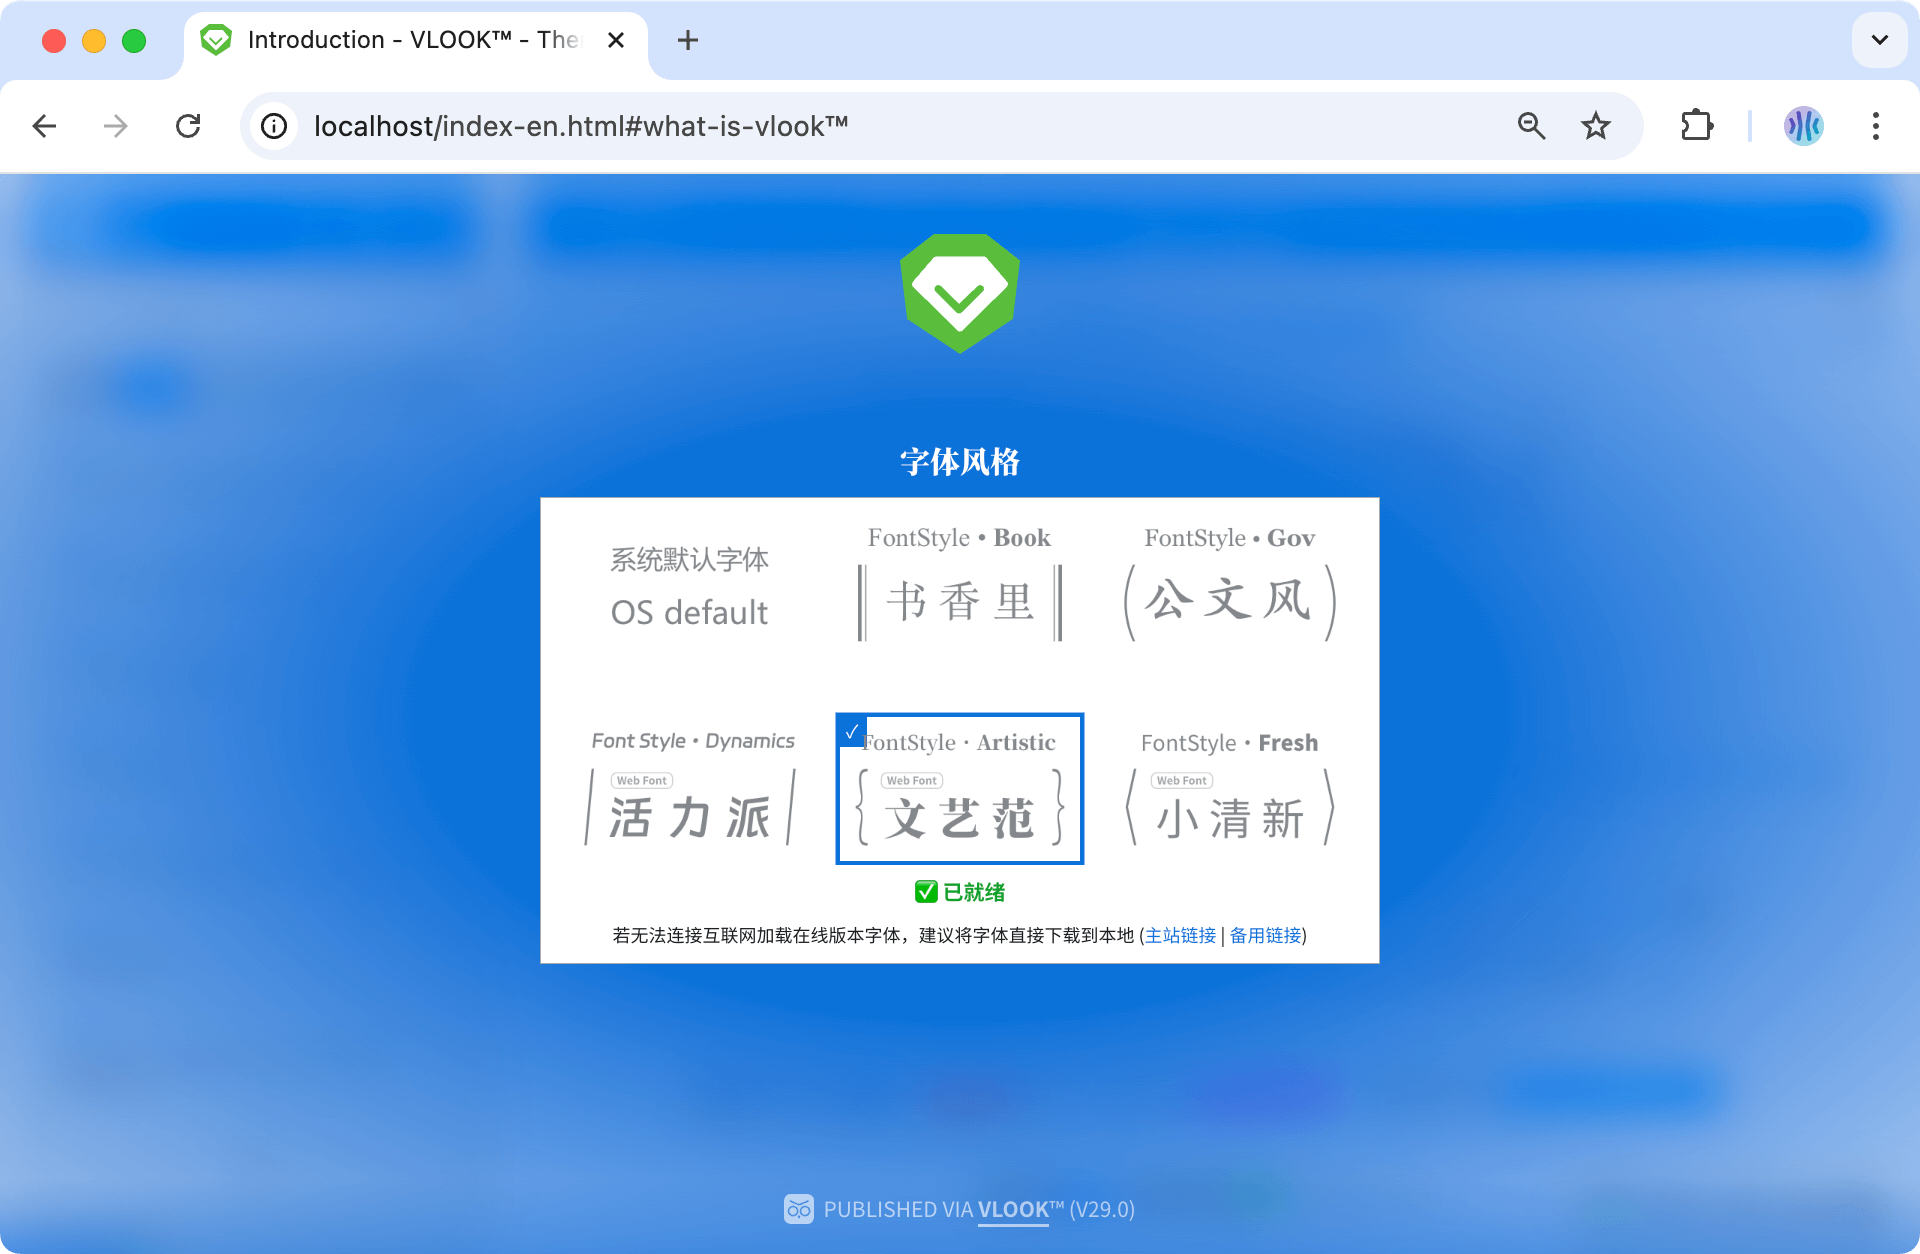 Introduction - VLOOK™ - The
localhost/index-en.html#what-is-vlook™
字体风格
系统默认字体
OS default
FontStyle • Book
书香里
FontStyle • Gov
公文风
Font Style • Dynamics
Web Font
活力派
FontStyle · Artistic
Web Font
文艺范
FontStyle · Fresh
Web Font
小清新
✅ 已就绪
若无法连接互联网加载在线版本字体，建议将字体直接下载到本地 (主站链接 | 备用链接)
PUBLISHED VIA VLOOK™ (V29.0)